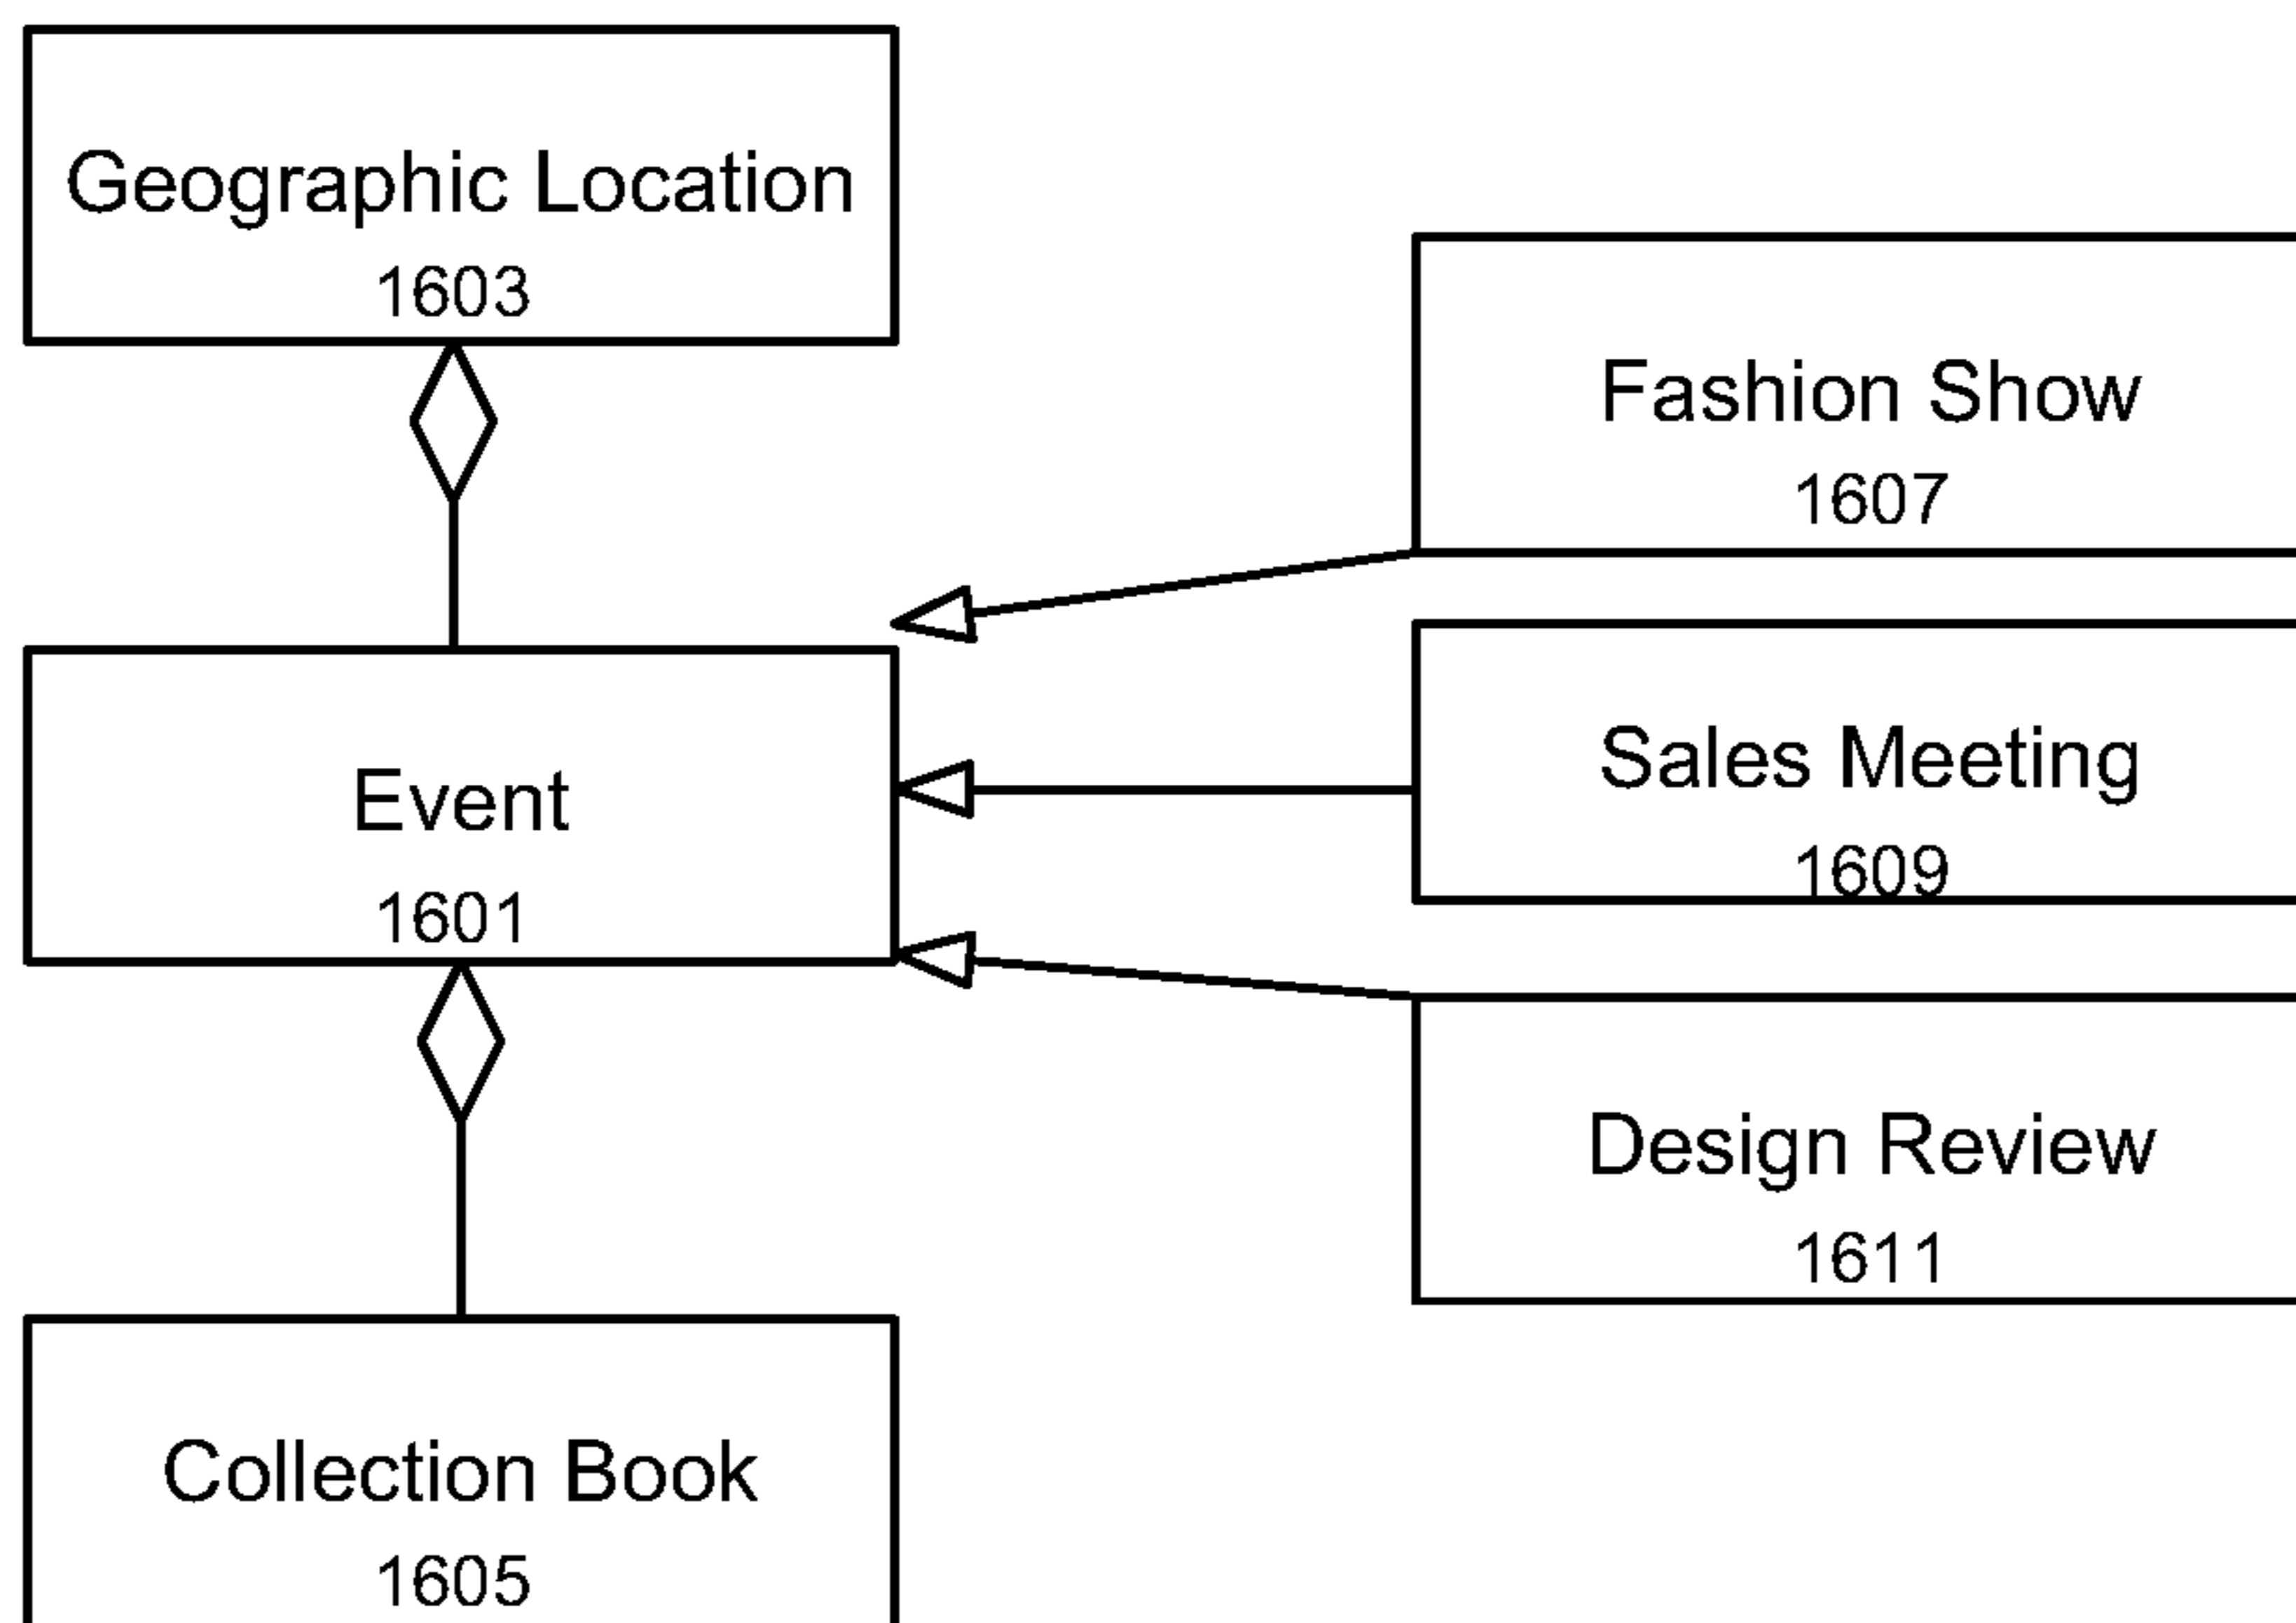 Geographic Location
1603
Fashion Show
1607
Sales Meeting
1609
Event
1601
Design Review
1611
Collection Book
1605